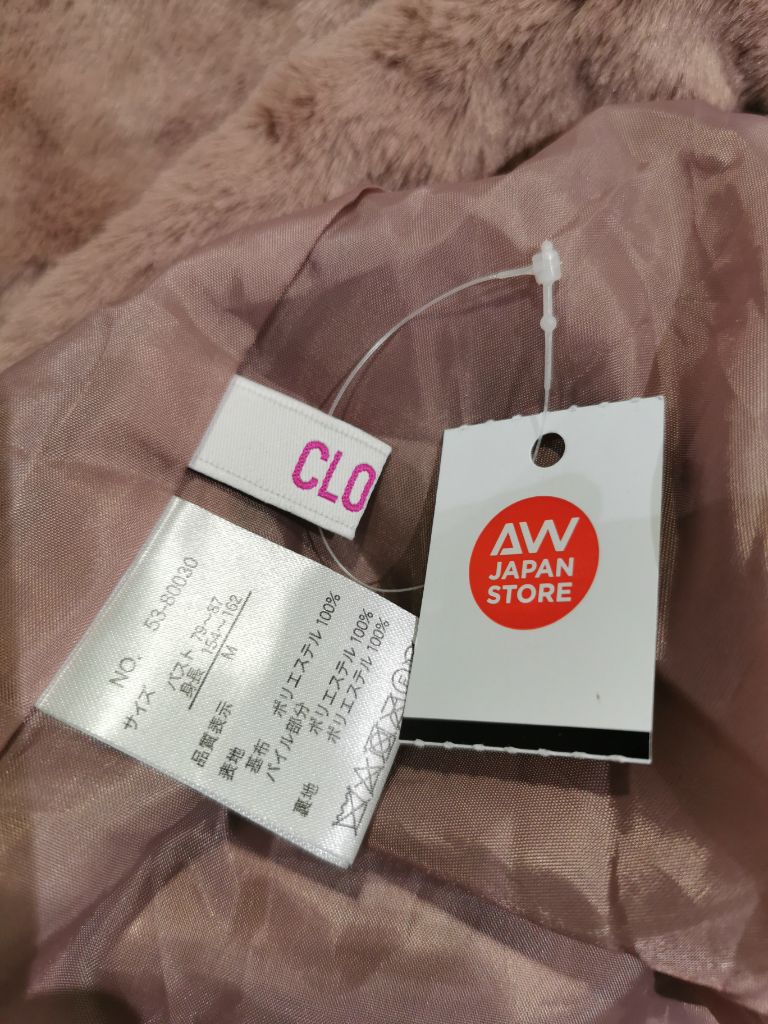 CLO
NO. 53-80030
サイズ
バスト 79〜87
身長 154〜162
M
品質表示
表地
基布 ポリエステル 100%
パイル部分 ポリエステル 100%
裏地 ポリエステル 100%
AW
JAPAN
STORE